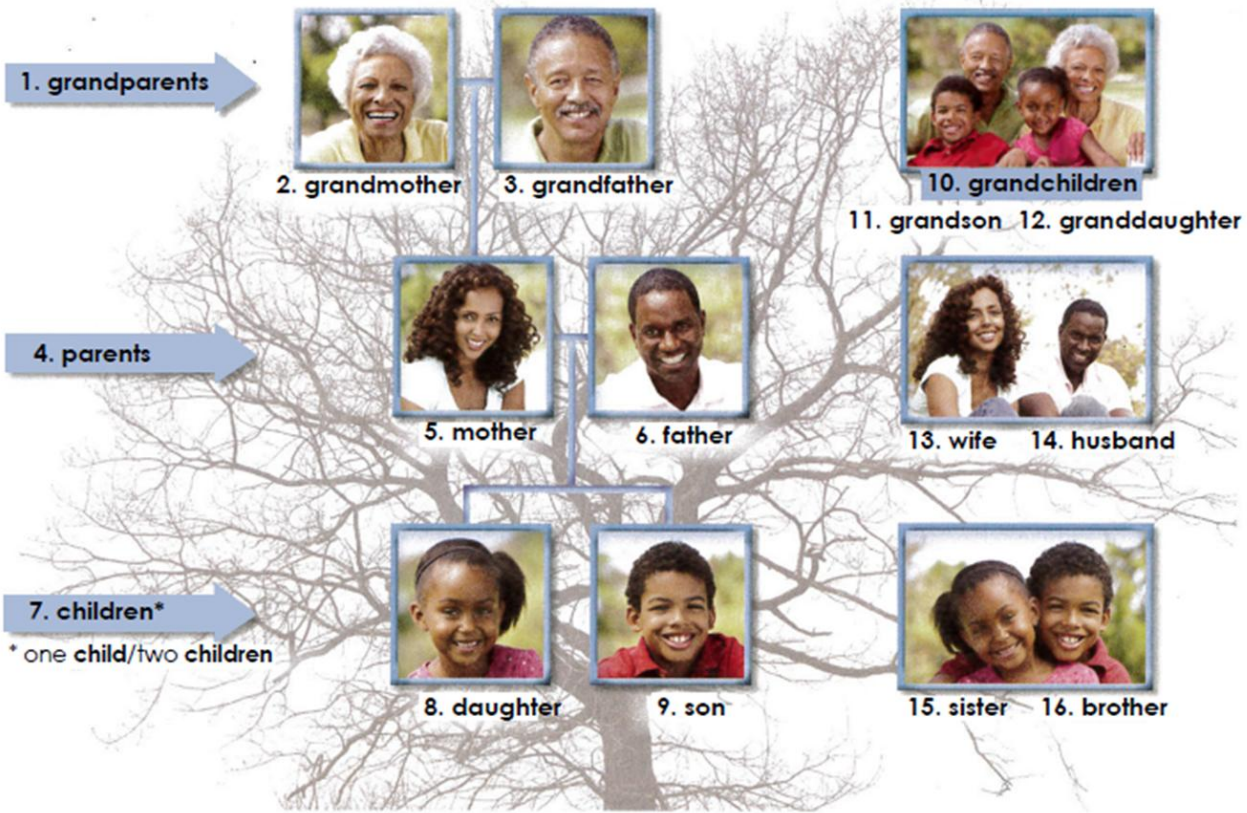 1. grandparents
2. grandmother
3. grandfather
10. grandchildren
11. grandson 12. granddaughter
4. parents
5. mother
6. father
13. wife
14. husband
7. children*
* one child/two children
8. daughter
9. son
15. sister
16. brother